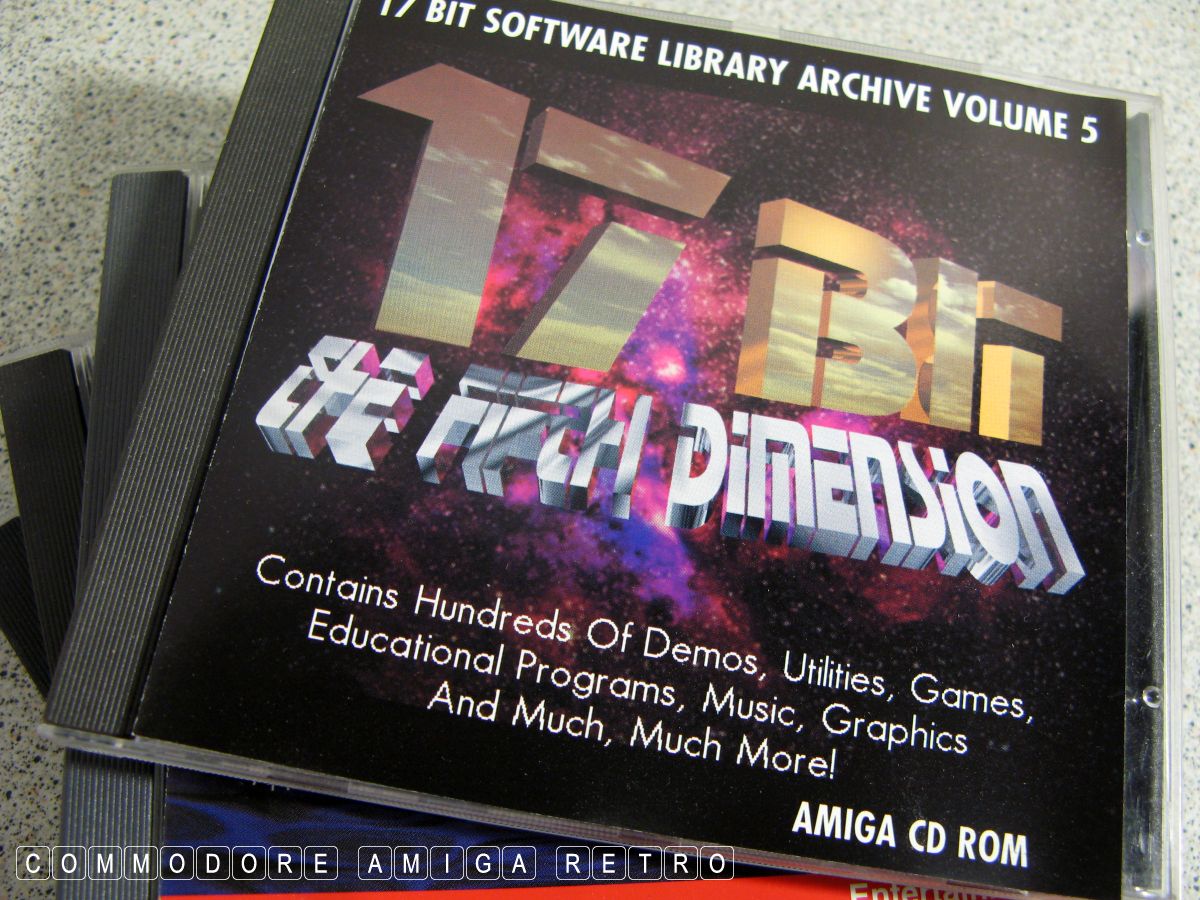 17 BIT SOFTWARE LIBRARY ARCHIVE VOLUME 5
17 BIT
THE FIFTH DIMENSION
Contains Hundreds Of Demos, Utilities, Games,
Educational Programs, Music, Graphics
And Much, Much More!
AMIGA CD ROM
COMMODORE AMIGA RETRO